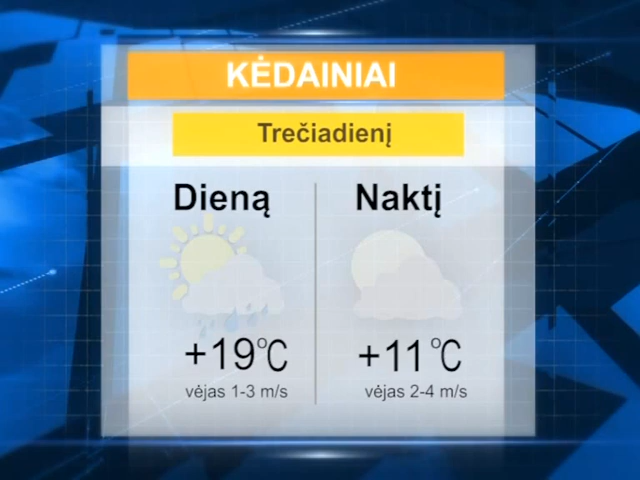 KĖDAINIAI
Trečiadienį
Dieną
Naktį
+19°C
+11°C
vėjas 1-3 m/s
vėjas 2-4 m/s